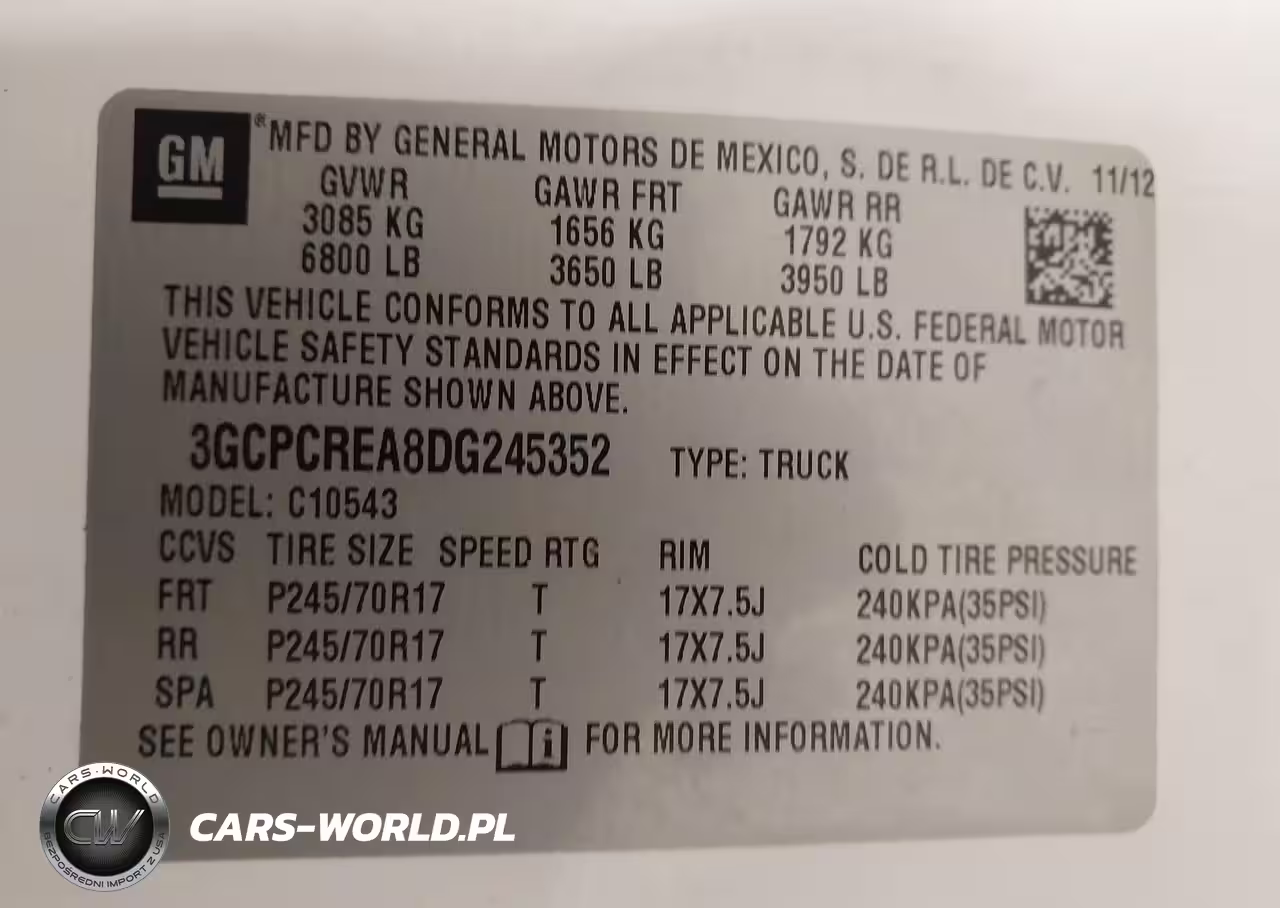 GM
® MFD BY GENERAL MOTORS DE MEXICO, S. DE R.L. DE C.V. 11/12
GVWR GAWR FRT GAWR RR
3085 KG 1656 KG 1792 KG
6800 LB 3650 LB 3950 LB
THIS VEHICLE CONFORMS TO ALL APPLICABLE U.S. FEDERAL MOTOR
VEHICLE SAFETY STANDARDS IN EFFECT ON THE DATE OF
MANUFACTURE SHOWN ABOVE.
3GCPCREA8DG245352 TYPE: TRUCK
MODEL: C10543
CCVS TIRE SIZE SPEED RTG RIM COLD TIRE PRESSURE
FRT P245/70R17 T 17X7.5J 240KPA(35PSI)
RR P245/70R17 T 17X7.5J 240KPA(35PSI)
SPA P245/70R17 T 17X7.5J 240KPA(35PSI)
SEE OWNER'S MANUAL i FOR MORE INFORMATION.
CARS-WORLD
CW
BEZPOŚREDNI IMPORT Z USA
CARS-WORLD.PL